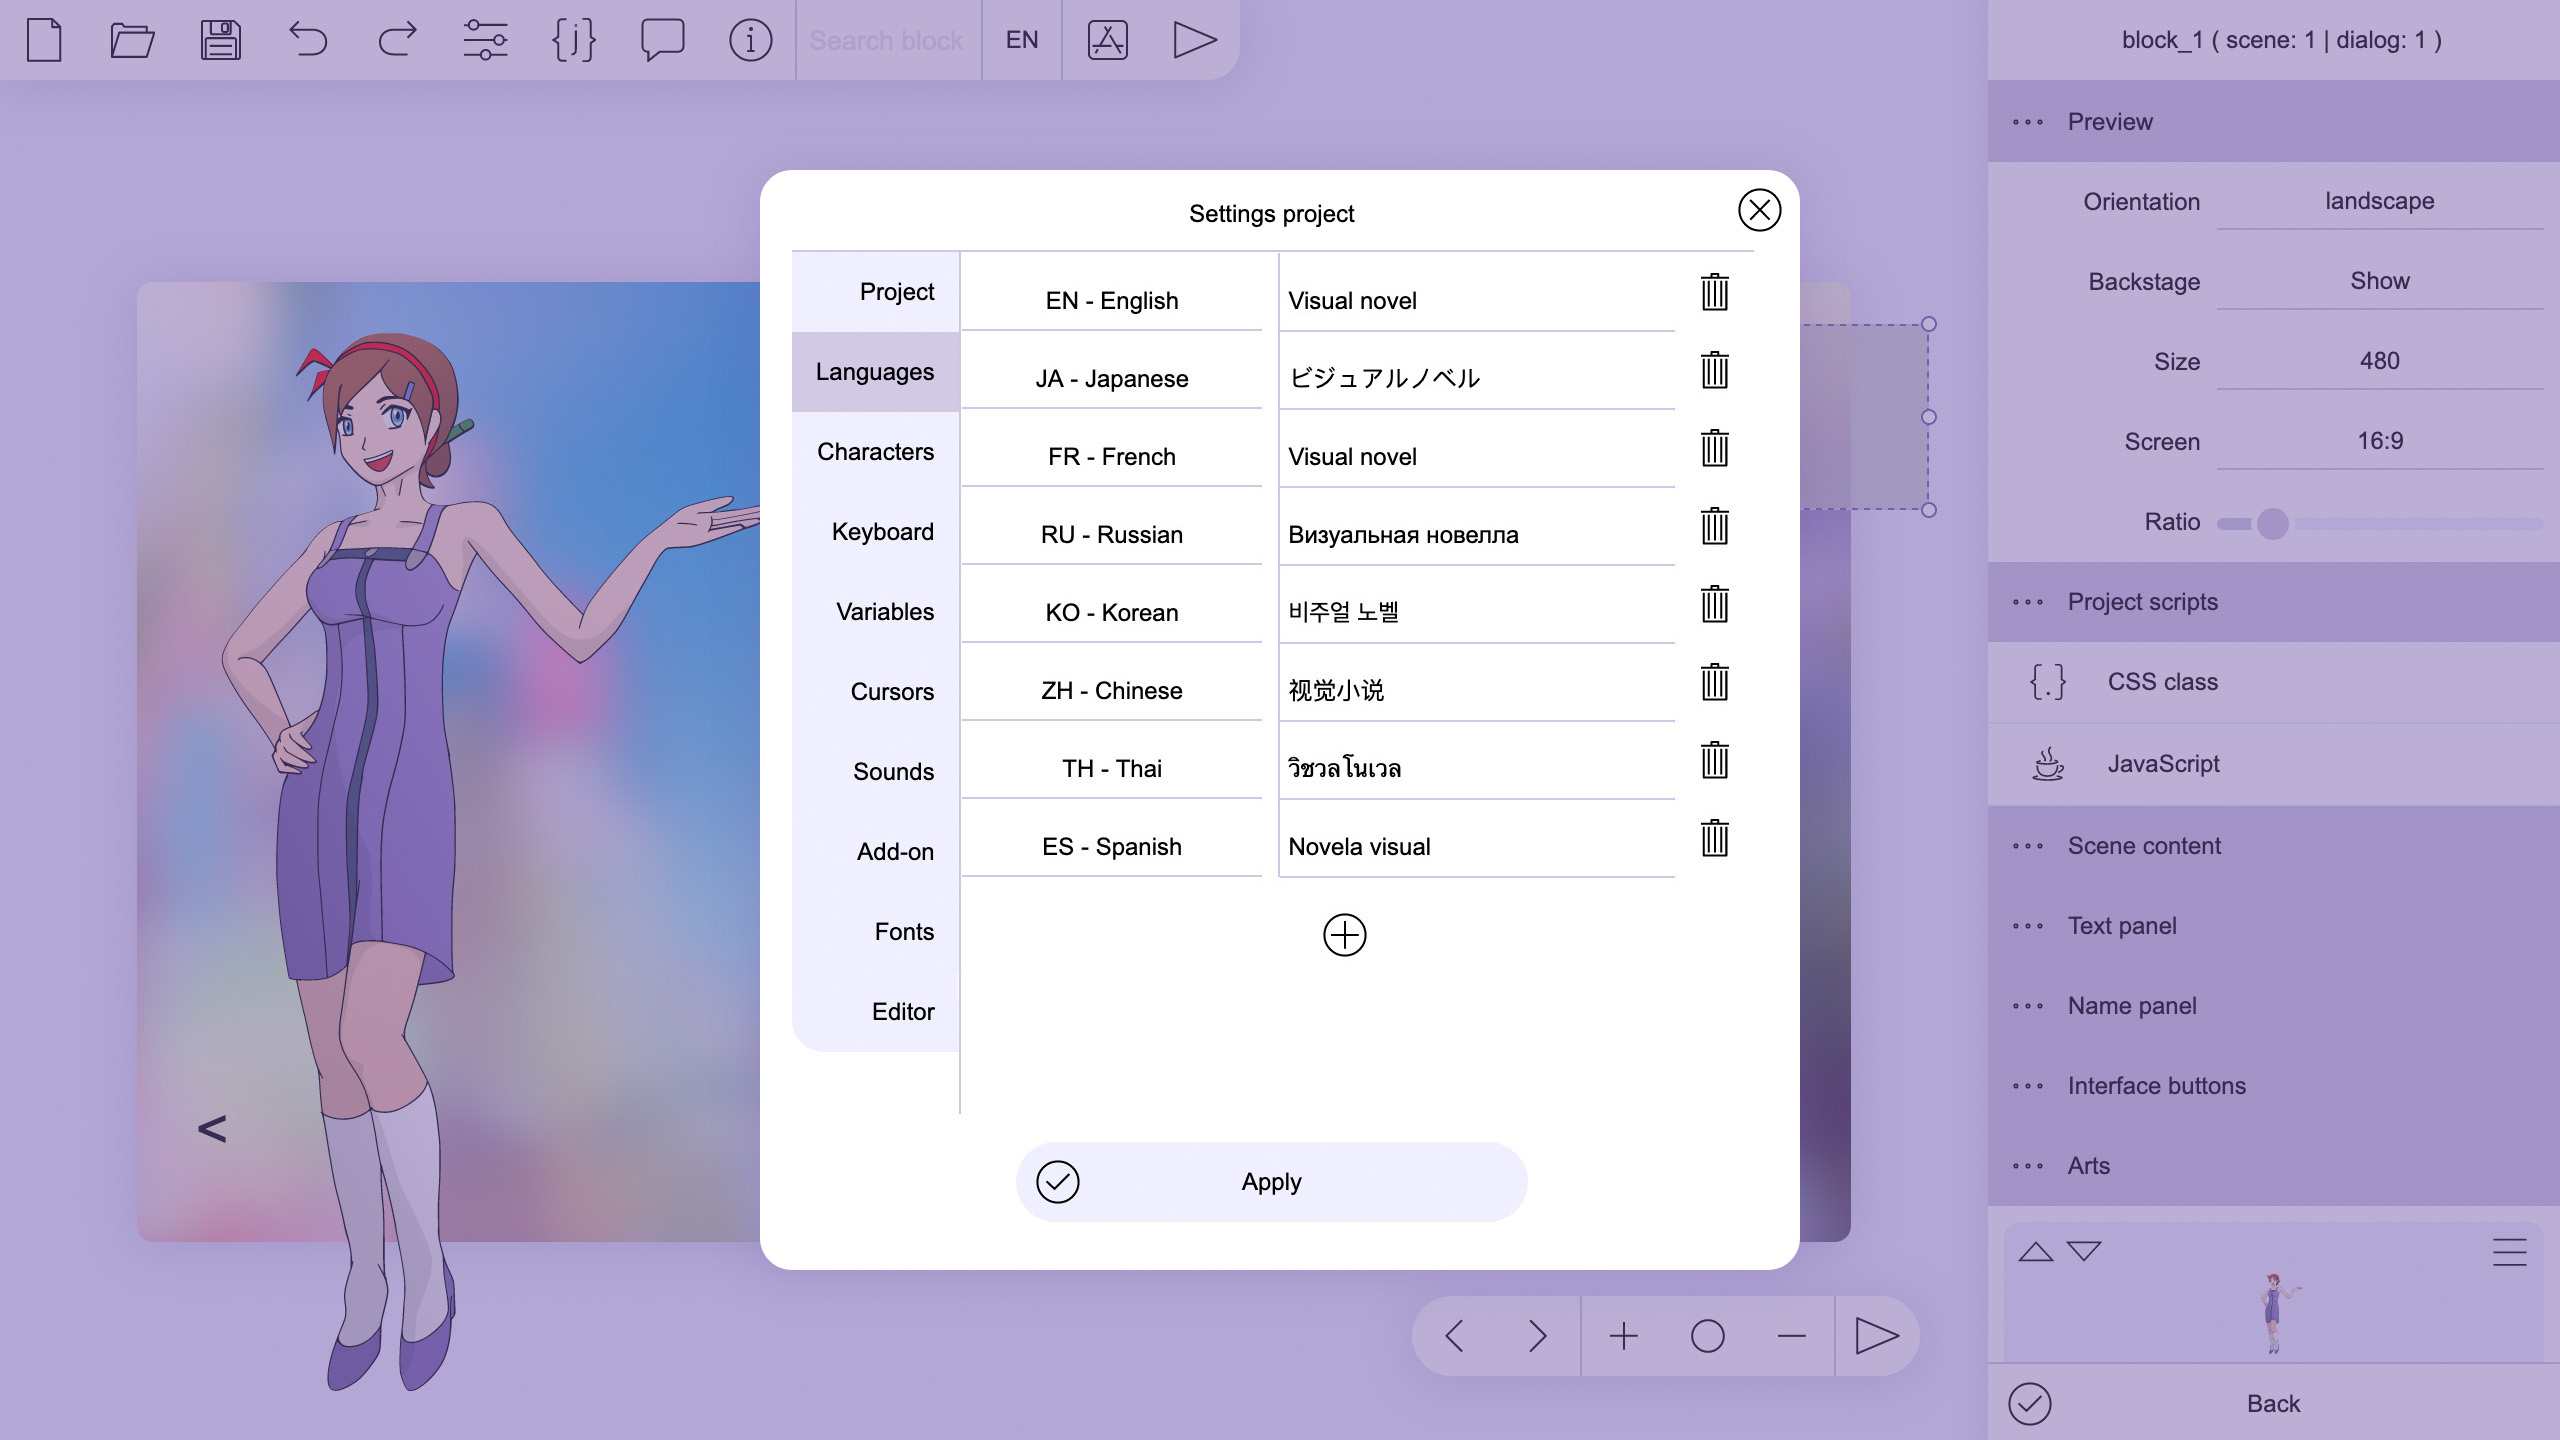 Search block
EN
block_1 ( scene: 1 | dialog: 1 )
Preview
Orientation
landscape
Backstage
Show
Size
480
Screen
16:9
Ratio
Project scripts
CSS class
JavaScript
Scene content
Text panel
Name panel
Interface buttons
Arts
Back
Settings project
Project
Languages
Characters
Keyboard
Variables
Cursors
Sounds
Add-on
Fonts
Editor
EN - English
Visual novel
JA - Japanese
ビジュアルノベル
FR - French
Visual novel
RU - Russian
Визуальная новелла
KO - Korean
비주얼 노벨
ZH - Chinese
视觉小说
TH - Thai
วิชวลโนเวล
ES - Spanish
Novela visual
Apply
<